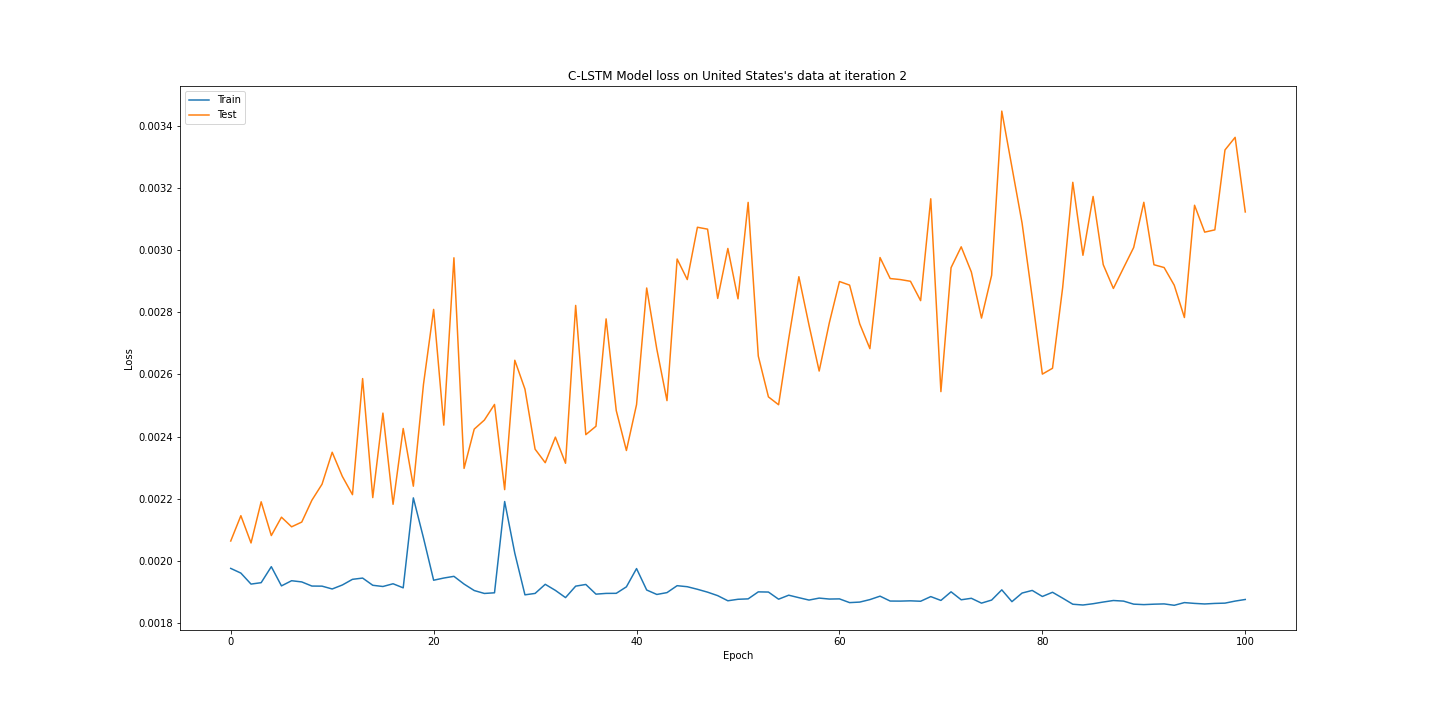 C-LSTM Model loss on United States's data at iteration 2
Train
Test
0.0034
0.0032
0.0030
0.0028
0.0026
0.0024
0.0022
0.0020
0.0018
Loss
0 20 40 60 80 100
Epoch